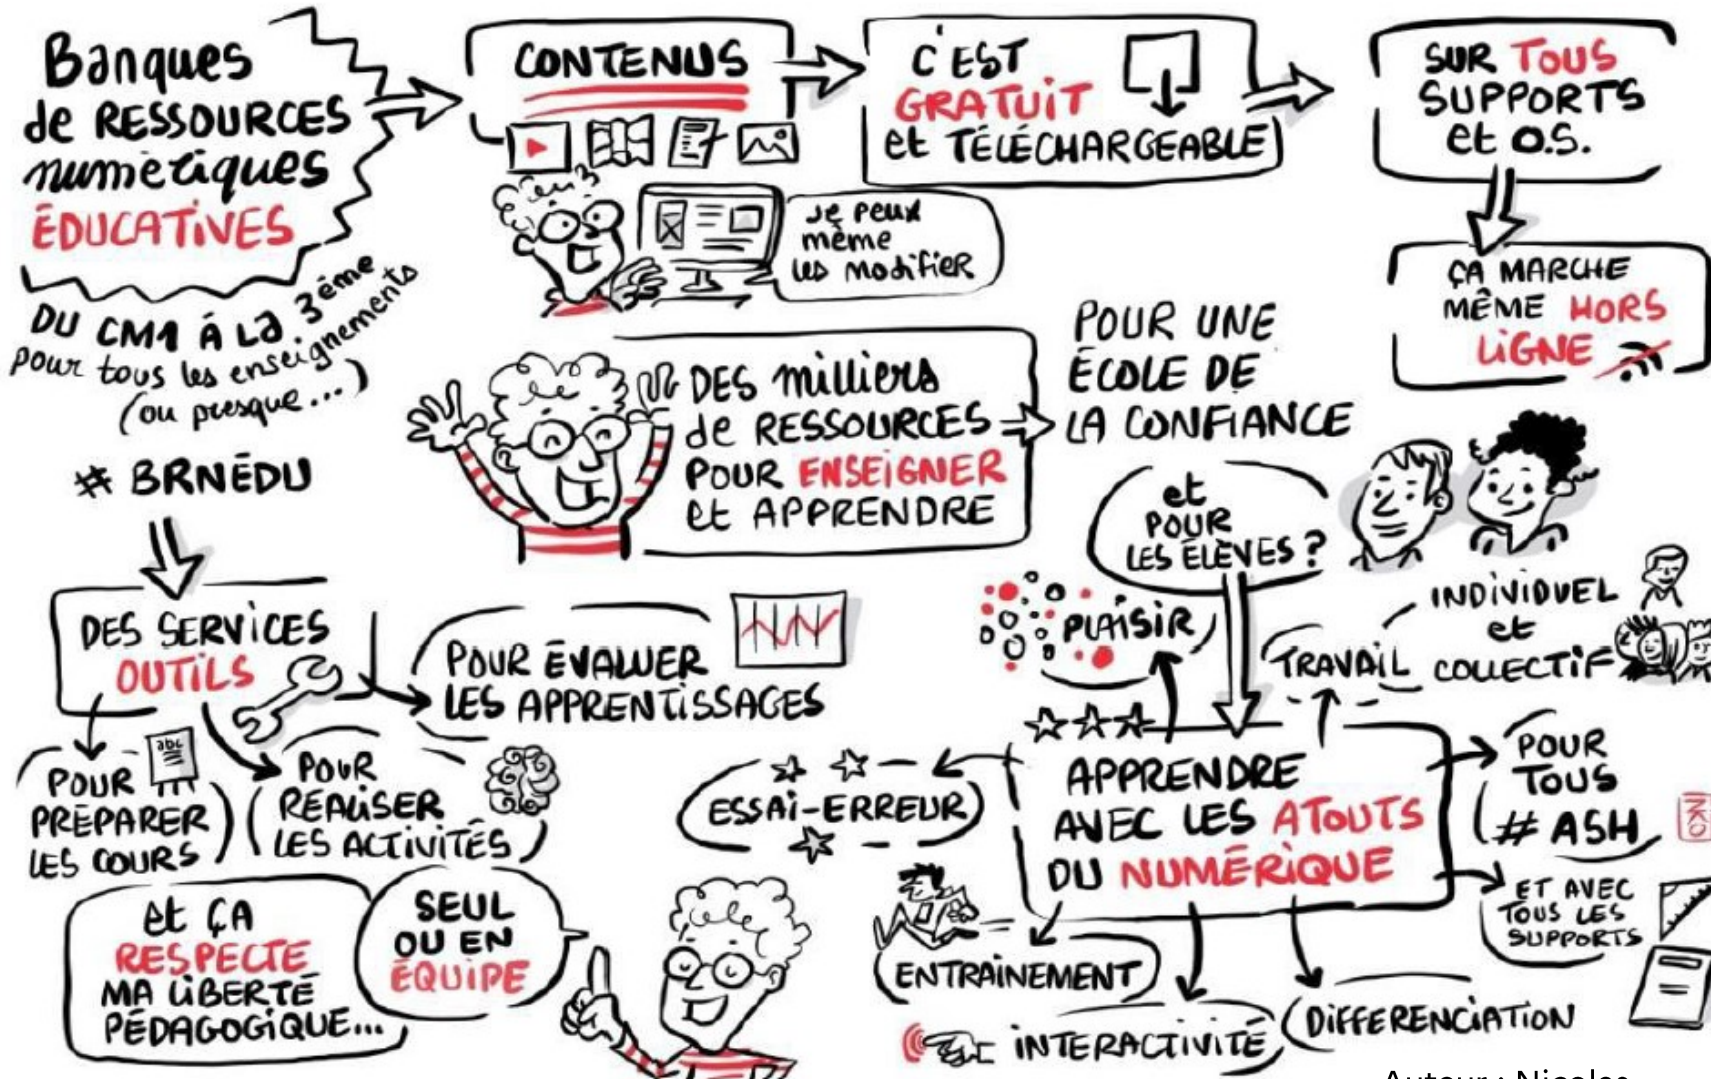 Banques
de RESSOURCES
numériques
ÉDUCATIVES
DU CM1 À La 3ème
pour tous les enseignements
(ou presque...)
# BRNÉDU
CONTENUS
Je peux
même
les modifier
C'EST
GRATUIT
et TÉLÉCHARGEABLE
SUR TOUS
SUPPORTS
et O.S.
ÇA MARCHE
MÊME HORS
LIGNE
DES milliers
de RESSOURCES
POUR ENSEIGNER
et APPRENDRE
POUR UNE
ÉCOLE DE
LA CONFIANCE
et
POUR
LES ÉLÈVES ?
DES SERVICES
OUTILS
POUR ÉVALUER
LES APPRENTISSAGES
abc
POUR
PRÉPARER
LES COURS
POUR
RÉALISER
LES ACTIVITÉS
et ÇA
RESPECTE
MA LIBERTÉ
PÉDAGOGIQUE...
SEUL
OU EN
ÉQUIPE
APPRENDRE
AVEC LES ATOUTS
DU NUMÉRIQUE
PLAISIR
TRAVAIL
INDIVIDUEL
et
COLLECTIF
ESSAI-ERREUR
POUR
TOUS
# ASH
ET AVEC
TOUS LES
SUPPORTS
ENTRAINEMENT
INTERACTIVITÉ
DIFFERENCIATION
INKO
Auteur : Nicolas